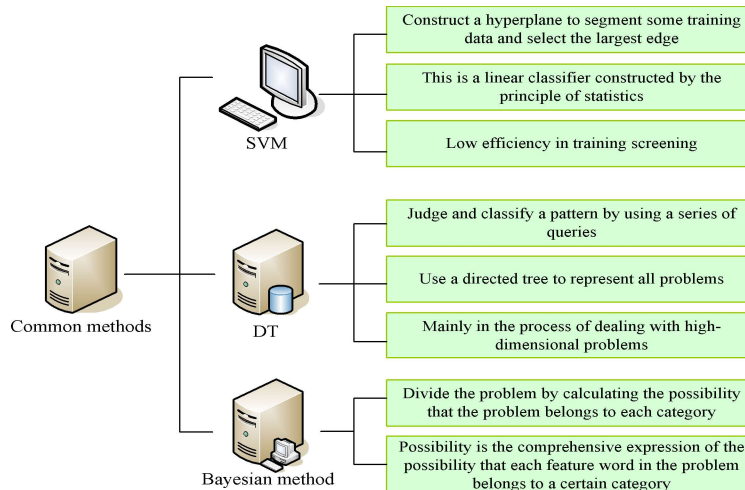 Construct a hyperplane to segment some training
data and select the largest edge
This is a linear classifier constructed by the
principle of statistics
Low efficiency in training screening
SVM
Judge and classify a pattern by using a series of
queries
Use a directed tree to represent all problems
Mainly in the process of dealing with high-
dimensional problems
DT
Common methods
Divide the problem by calculating the possibility
that the problem belongs to each category
Possibility is the comprehensive expression of the
possibility that each feature word in the problem
belongs to a certain category
Bayesian method